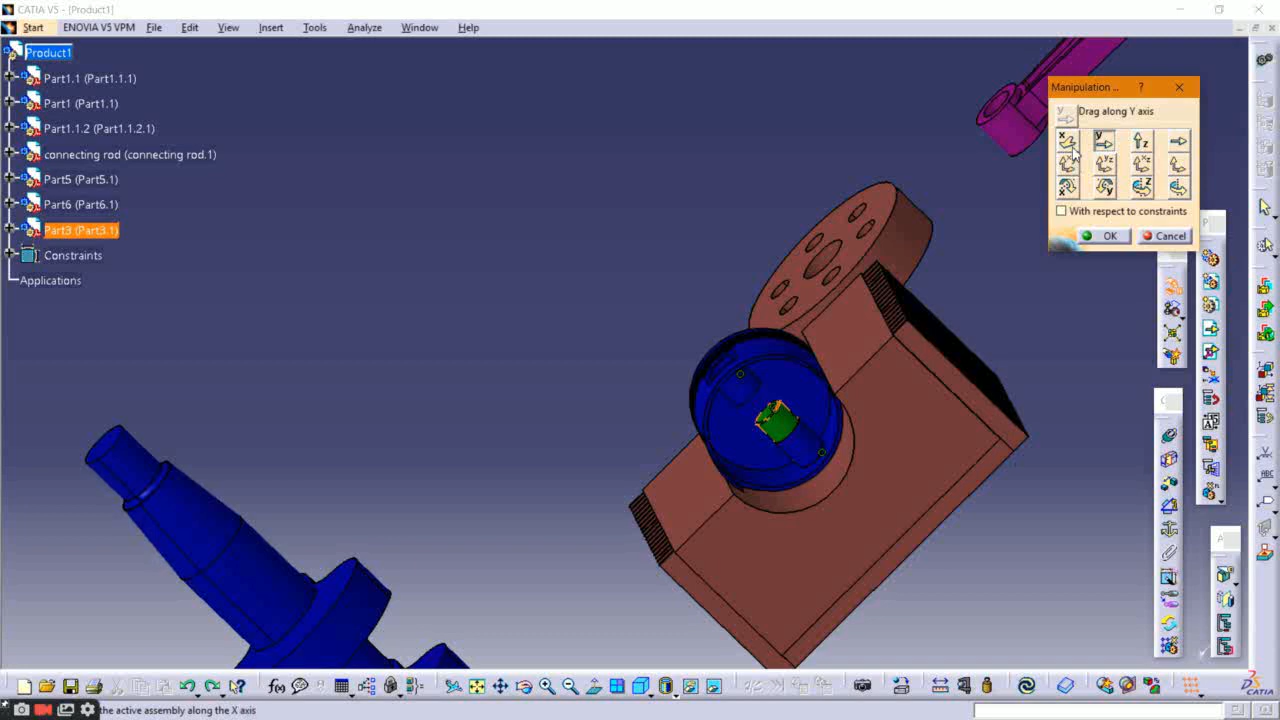 CATIA V5 - [Product1]
Start ENOVIA V5 VPM File Edit View Insert Tools Analyze Window Help
Product1
Part1.1 (Part1.1.1)
Part1 (Part1.1)
Part1.1.2 (Part1.1.2.1)
connecting rod (connecting rod.1)
Part5 (Part5.1)
Part6 (Part6.1)
Part3 (Part3.1)
Constraints
Applications
Manipulation ... ?
Drag along Y axis
With respect to constraints
OK Cancel
the active assembly along the X axis
CATIA